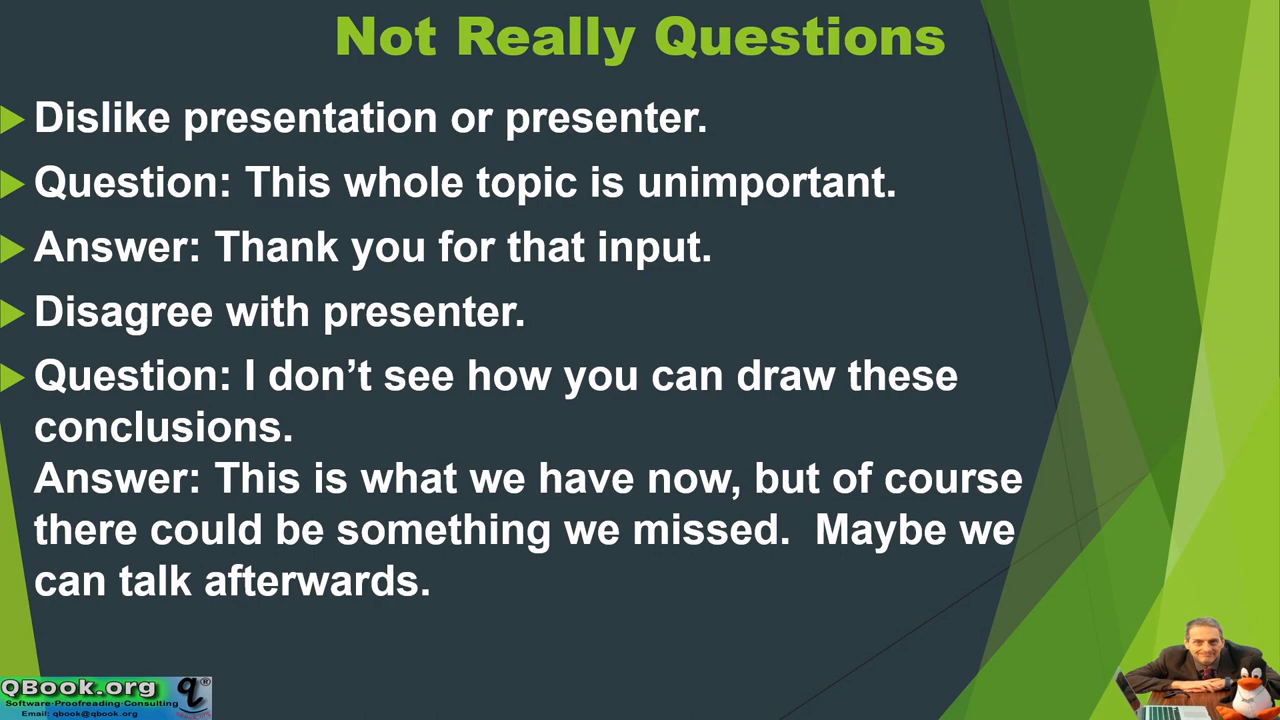 Not Really Questions
Dislike presentation or presenter.
Question: This whole topic is unimportant.
Answer: Thank you for that input.
Disagree with presenter.
Question: I don’t see how you can draw these
conclusions.
Answer: This is what we have now, but of course
there could be something we missed.  Maybe we
can talk afterwards.
QBook.org
q®
Software·Proofreading·Consulting
Email: qbook@qbook.org